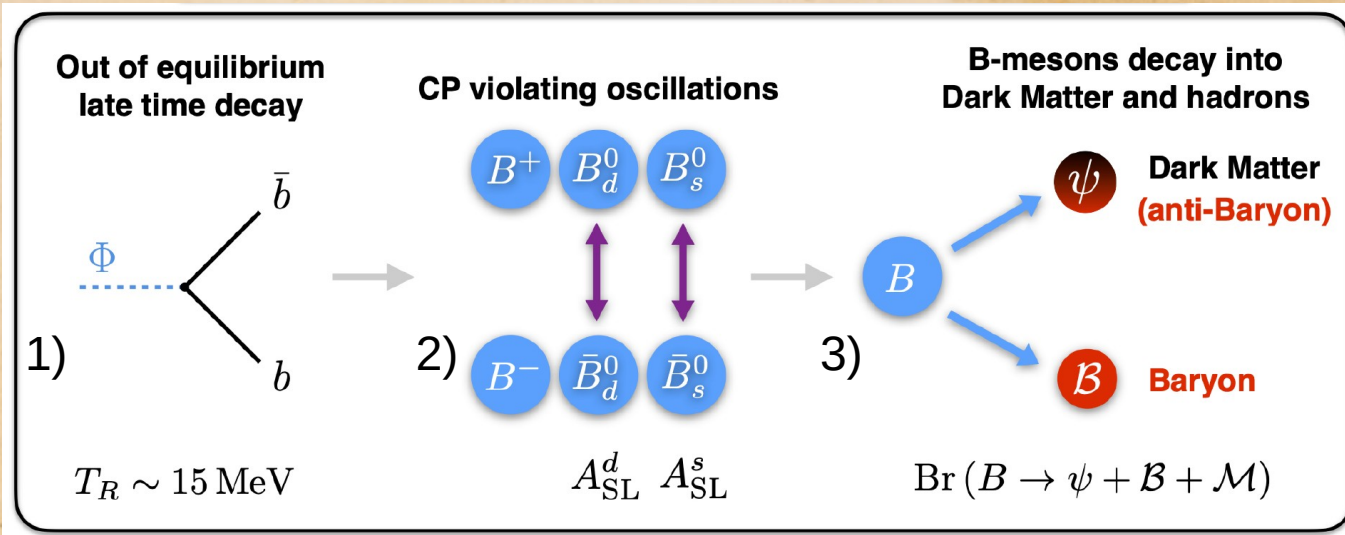 Out of equilibrium
late time decay
Φ
b̄
b
1)
T_R ∼ 15 MeV
CP violating oscillations
B⁺ B⁰_d B⁰_s
2)
B⁻ B̄⁰_d B̄⁰_s
A^d_SL A^s_SL
B-mesons decay into
Dark Matter and hadrons
ψ Dark Matter
(anti-Baryon)
B
3)
ℬ Baryon
Br (B → ψ + ℬ + ℳ)